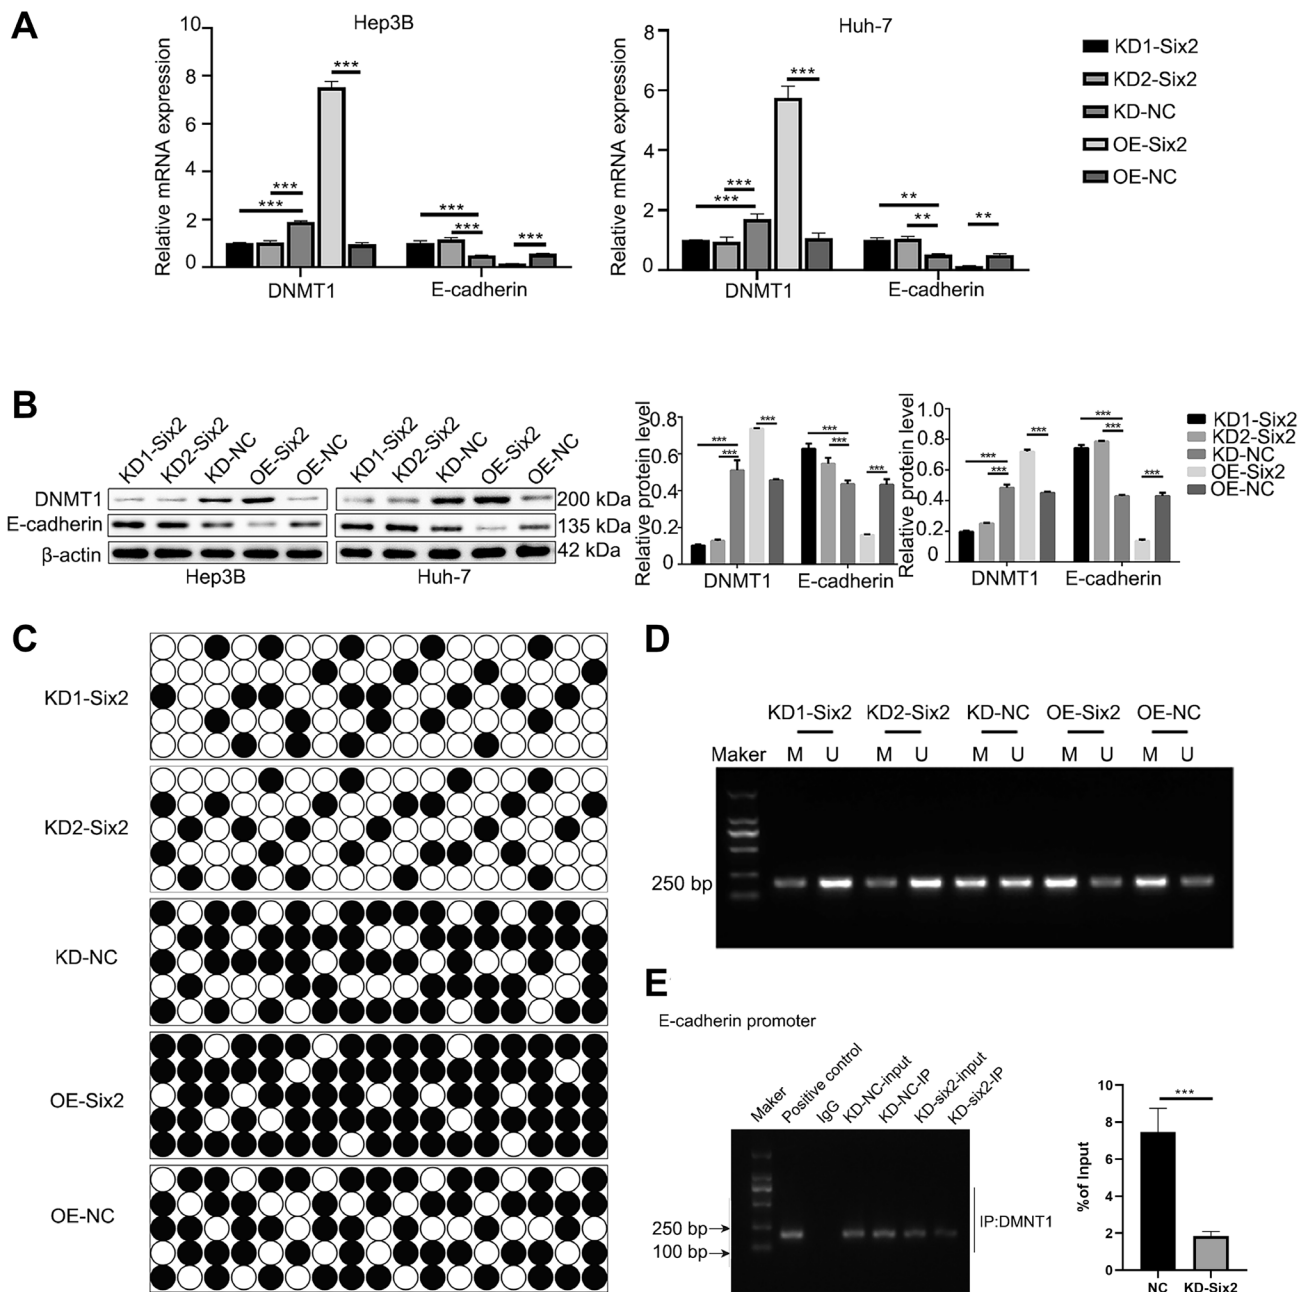 A
Hep3B
Relative mRNA expression
10
8
6
4
2
0
***
***
***
***
***
***
DNMT1
E-cadherin
Huh-7
Relative mRNA expression
8
6
4
2
0
***
***
***
**
**
**
DNMT1
E-cadherin
KD1-Six2
KD2-Six2
KD-NC
OE-Six2
OE-NC
B
KD1-Six2
KD2-Six2
KD-NC
OE-Six2
OE-NC
KD1-Six2
KD2-Six2
KD-NC
OE-Six2
OE-NC
DNMT1
200 kDa
E-cadherin
135 kDa
β-actin
42 kDa
Hep3B
Huh-7
Relative protein level
0.8
0.6
0.4
0.2
0
***
***
***
***
***
***
DNMT1
E-cadherin
Relative protein level
1.0
0.8
0.6
0.4
0.2
0
***
***
***
***
***
***
DNMT1
E-cadherin
KD1-Six2
KD2-Six2
KD-NC
OE-Six2
OE-NC
C
KD1-Six2
KD2-Six2
KD-NC
OE-Six2
OE-NC
D
KD1-Six2 KD2-Six2 KD-NC OE-Six2 OE-NC
Maker M U M U M U M U M U
250 bp
E
E-cadherin promoter
Maker
Positive control
IgG
KD-NC-input
KD-NC-IP
KD-six2-input
KD-six2-IP
250 bp
100 bp
IP:DMNT1
%of Input
10
8
6
4
2
0
***
NC KD-Six2